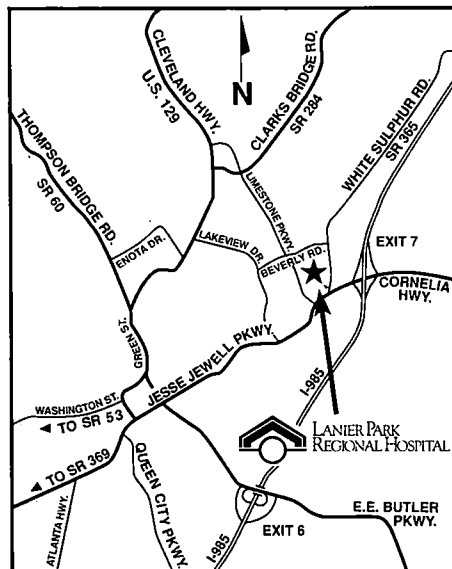 CLEVELAND HWY.
U.S. 129
N
CLARKS BRIDGE RD.
SR 284
THOMPSON BRIDGE RD.
SR 60
WHITE SULPHUR RD.
SR 365
LIMESTONE PKWY.
ENOTA DR.
LAKEVIEW DR.
BEVERLY RD.
EXIT 7
CORNELIA
HWY.
GREEN ST.
JESSE JEWELL PKWY.
I-985
WASHINGTON ST.
TO SR 53
LANIER PARK
REGIONAL HOSPITAL
TO SR 369
ATLANTA HWY.
QUEEN CITY PKWY.
I-985
EXIT 6
E.E. BUTLER
PKWY.